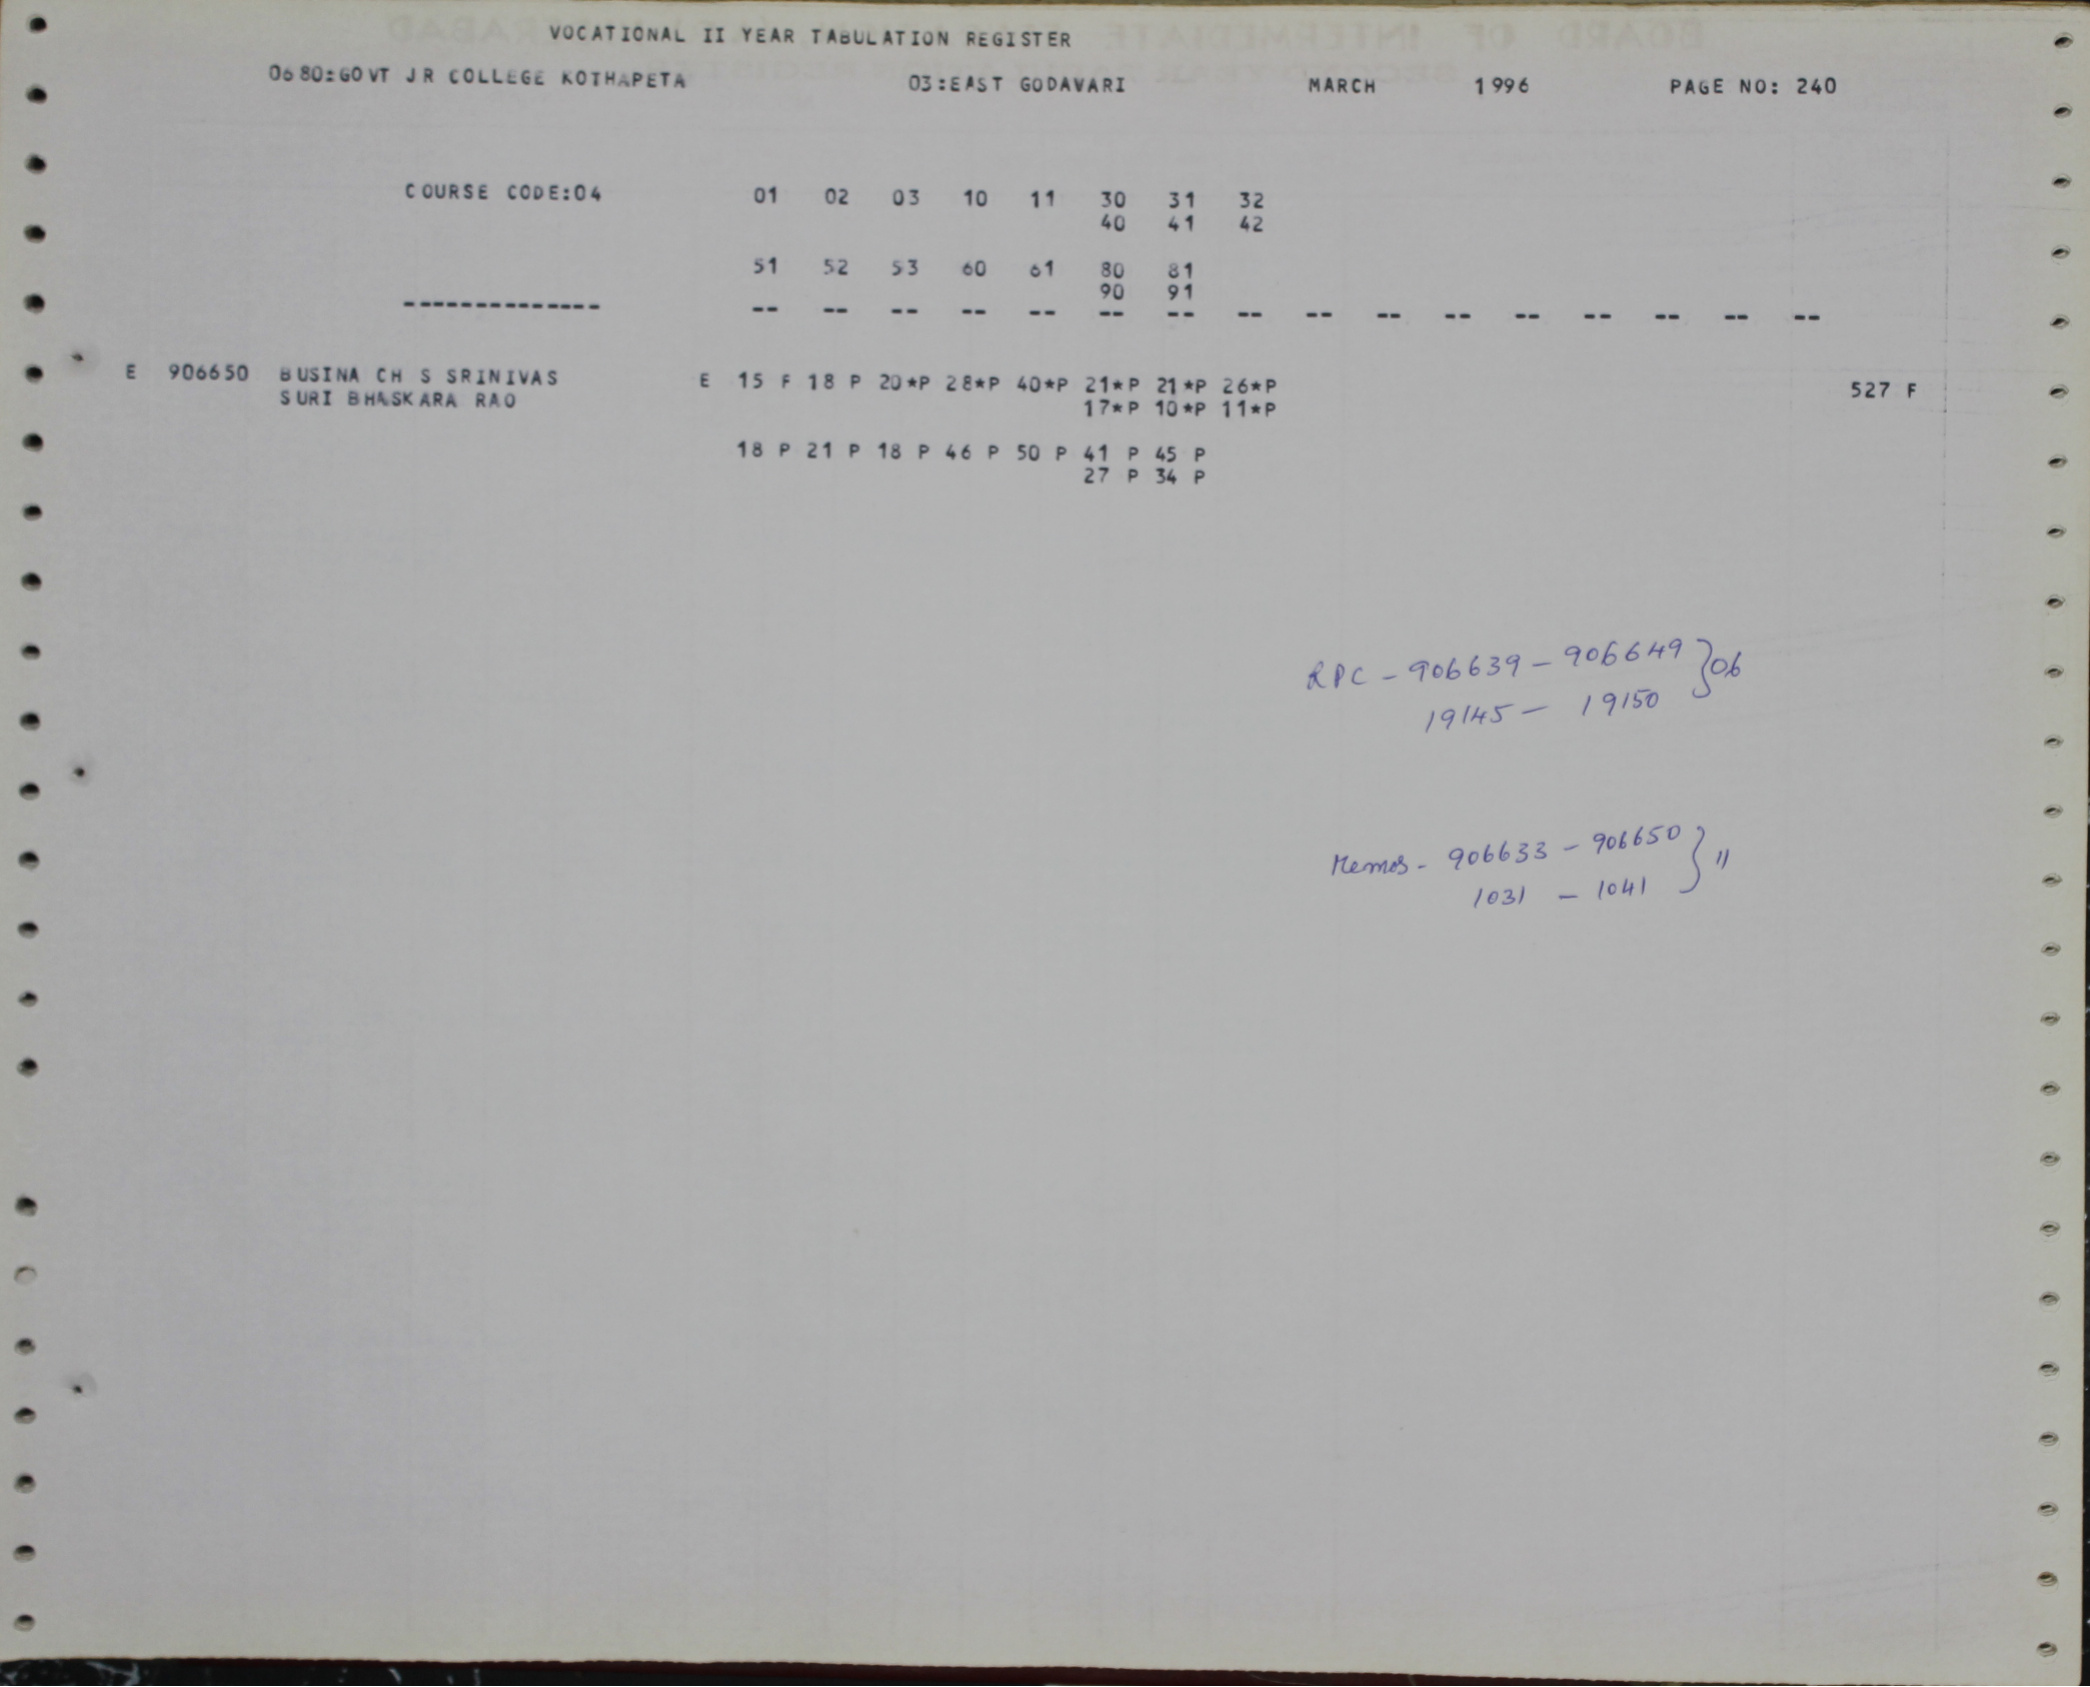 VOCATIONAL II YEAR TABULATION REGISTER
0680:GOVT JR COLLEGE KOTHAPETA 03:EAST GODAVARI MARCH 1996 PAGE NO: 240
COURSE CODE:04 01 02 03 10 11 30 31 32
40 41 42
51 52 53 60 61 80 81
90 91
-------------- -- -- -- -- -- -- -- -- -- -- -- -- -- -- -- --
E 906650 BUSINA CH S SRINIVAS E 15 F 18 P 20*P 28*P 40*P 21*P 21*P 26*P 527 F
SURI BHASKARA RAO 17*P 10*P 11*P
18 P 21 P 18 P 46 P 50 P 41 P 45 P
27 P 34 P
RPC - 906639 - 906649 } 06
19145 - 19150
Memos - 906633 - 906650 } 11
1031 - 1041